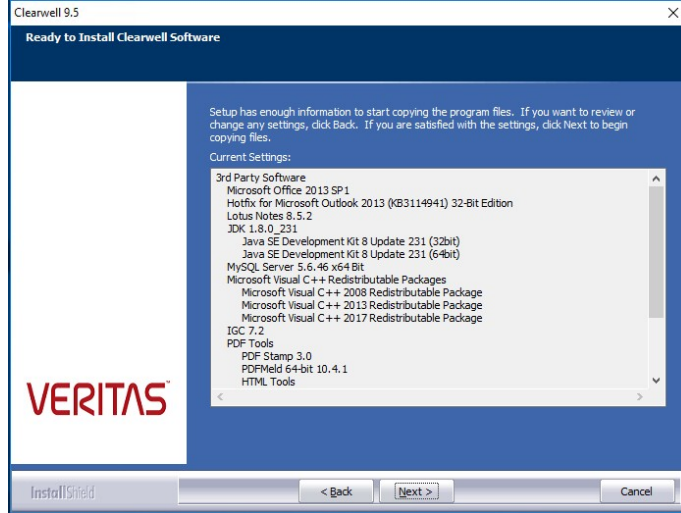 Clearwell 9.5
Ready to Install Clearwell Software
Setup has enough information to start copying the program files. If you want to review or
change any settings, click Back. If you are satisfied with the settings, click Next to begin
copying files.
Current Settings:
3rd Party Software
Microsoft Office 2013 SP1
Hotfix for Microsoft Outlook 2013 (KB3114941) 32-Bit Edition
Lotus Notes 8.5.2
JDK 1.8.0_231
Java SE Development Kit 8 Update 231 (32bit)
Java SE Development Kit 8 Update 231 (64bit)
MySQL Server 5.6.46 x64 Bit
Microsoft Visual C++ Redistributable Packages
Microsoft Visual C++ 2008 Redistributable Package
Microsoft Visual C++ 2013 Redistributable Package
Microsoft Visual C++ 2017 Redistributable Package
IGC 7.2
PDF Tools
PDF Stamp 3.0
PDFMeld 64-bit 10.4.1
HTML Tools
VERITAS™
InstallShield
< Back
Next >
Cancel